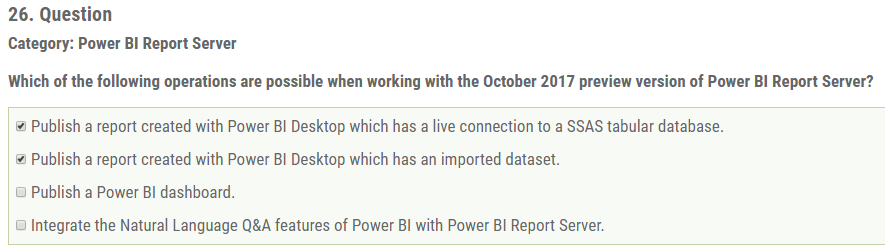 26. Question
Category: Power BI Report Server
Which of the following operations are possible when working with the October 2017 preview version of Power BI Report Server?
Publish a report created with Power BI Desktop which has a live connection to a SSAS tabular database.
Publish a report created with Power BI Desktop which has an imported dataset.
Publish a Power BI dashboard.
Integrate the Natural Language Q&A features of Power BI with Power BI Report Server.